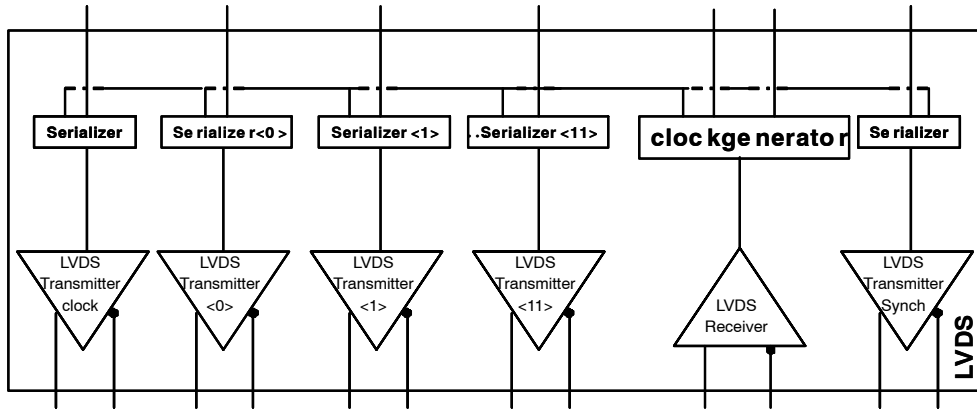 Serializer
Se rialize r<0 >
Serializer <1>
..Serializer <11>
cloc kge nerato r
Se rializer
LVDS
Transmitter
clock
LVDS
Transmitter
<0>
LVDS
Transmitter
<1>
LVDS
Transmitter
<11>
LVDS
Receiver
LVDS
Transmitter
Synch
LVDS